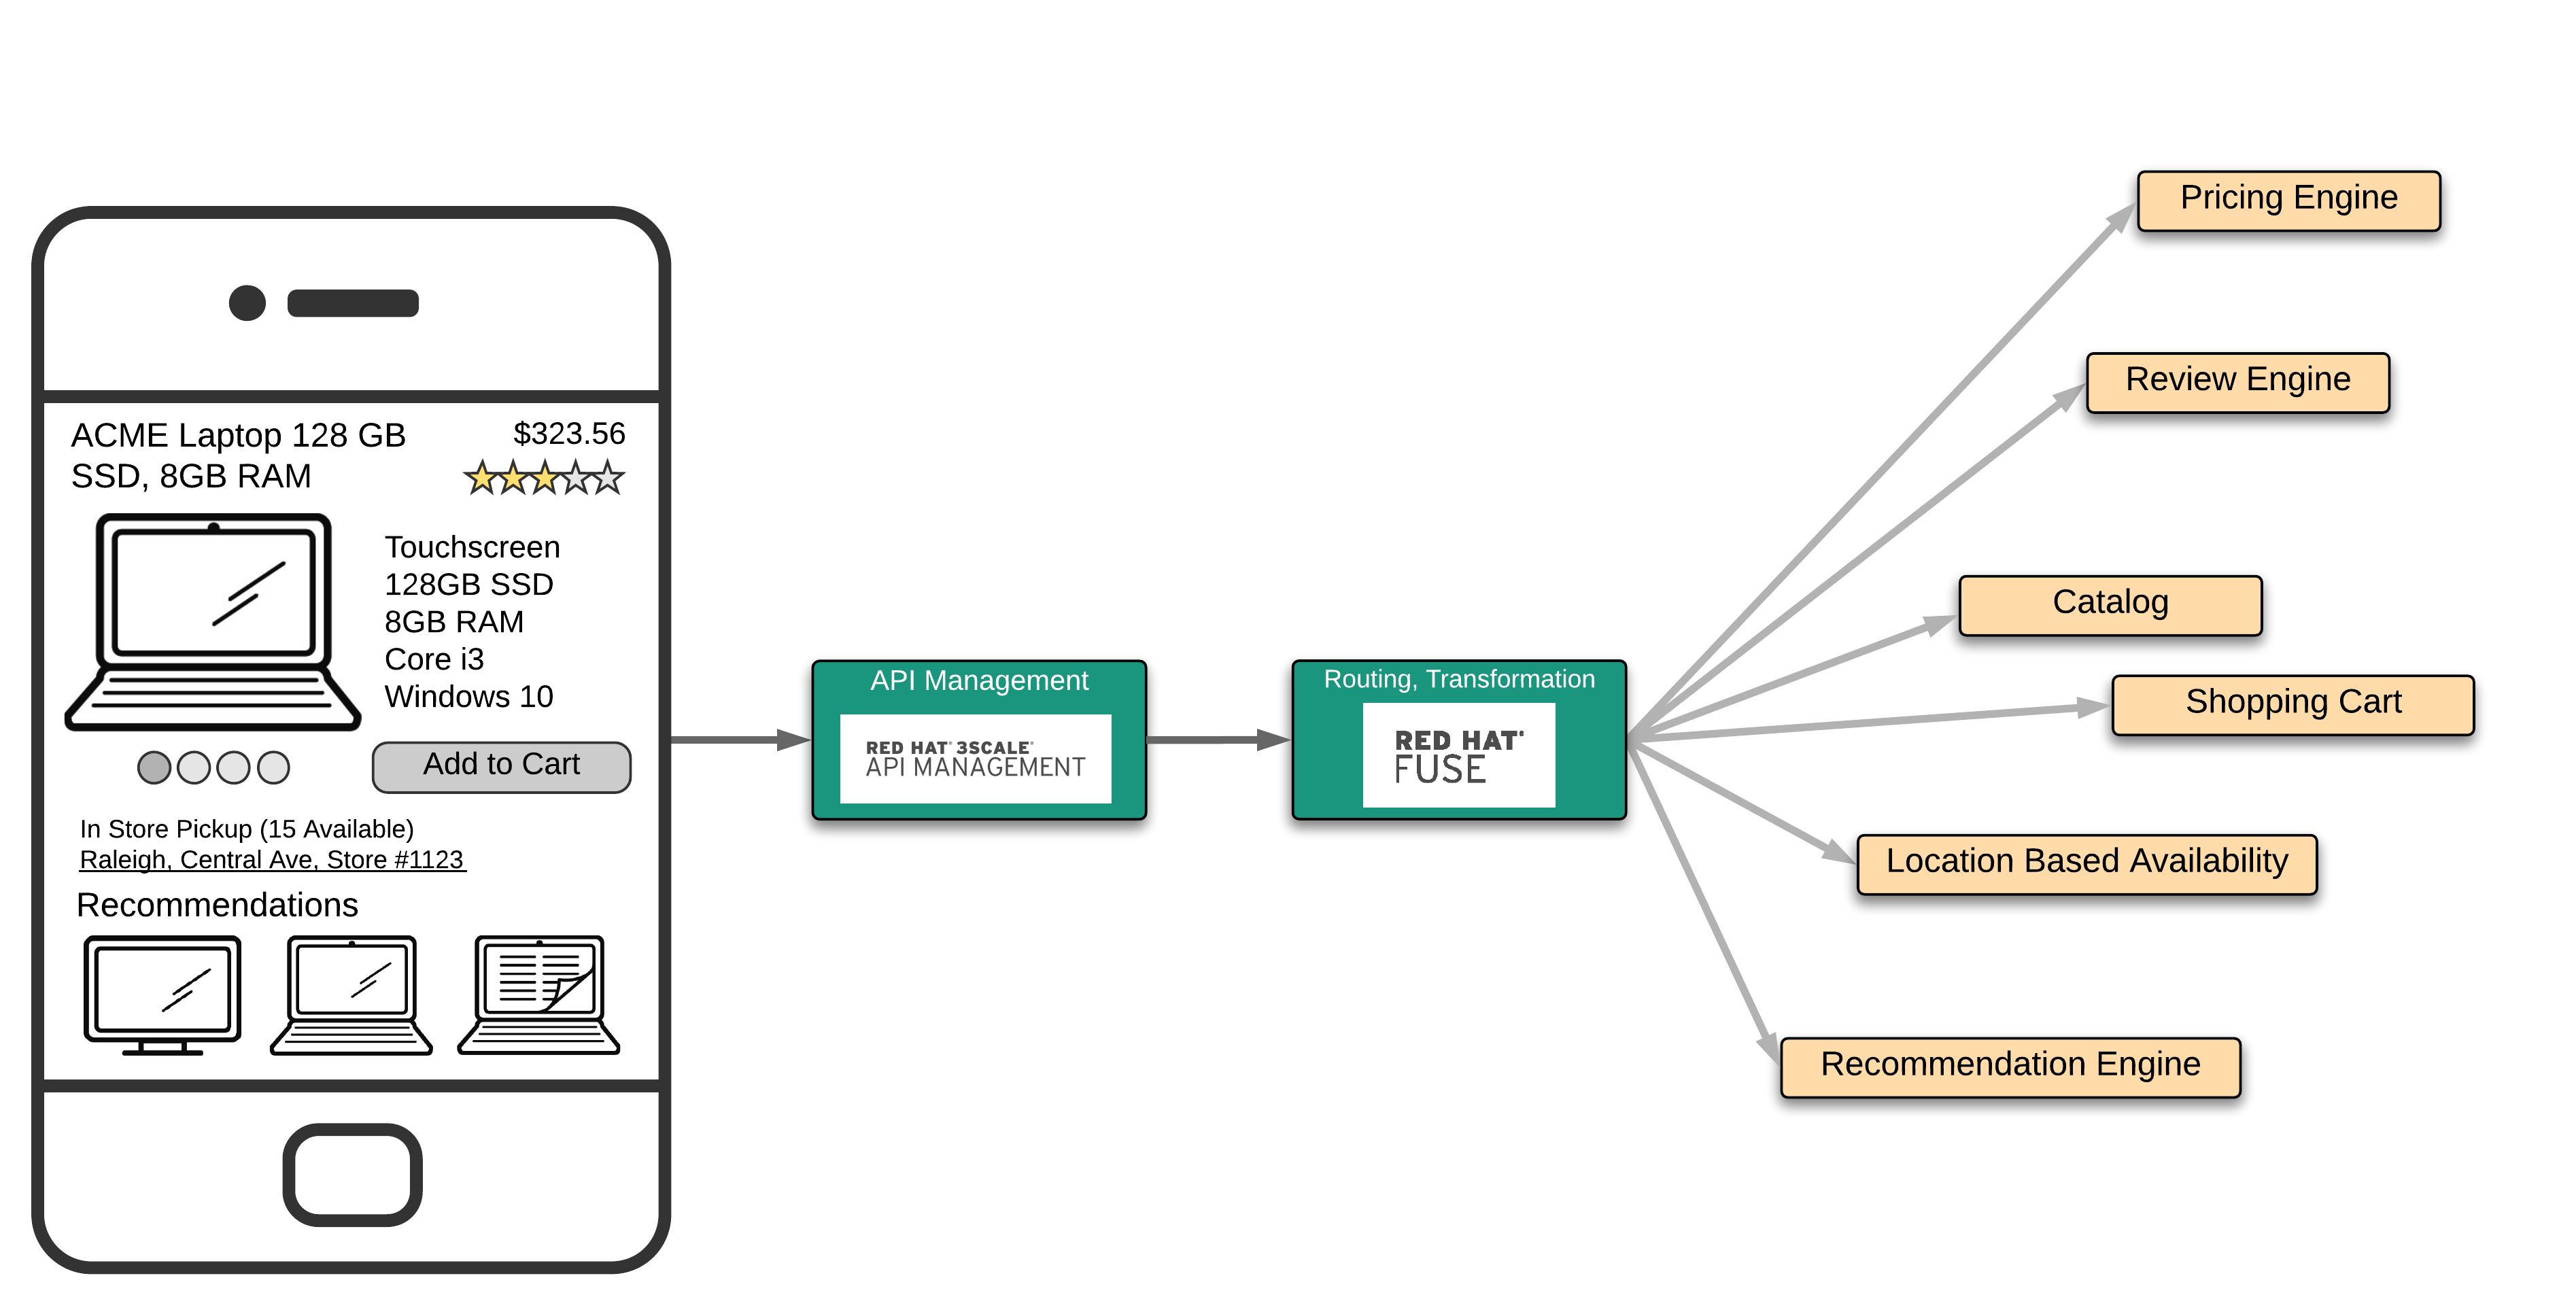 ACME Laptop 128 GB
SSD, 8GB RAM
$323.56
Touchscreen
128GB SSD
8GB RAM
Core i3
Windows 10
Add to Cart
In Store Pickup (15 Available)
Raleigh, Central Ave, Store #1123
Recommendations
API Management
RED HAT® 3SCALE®
API MANAGEMENT
Routing, Transformation
RED HAT®
FUSE
Pricing Engine
Review Engine
Catalog
Shopping Cart
Location Based Availability
Recommendation Engine